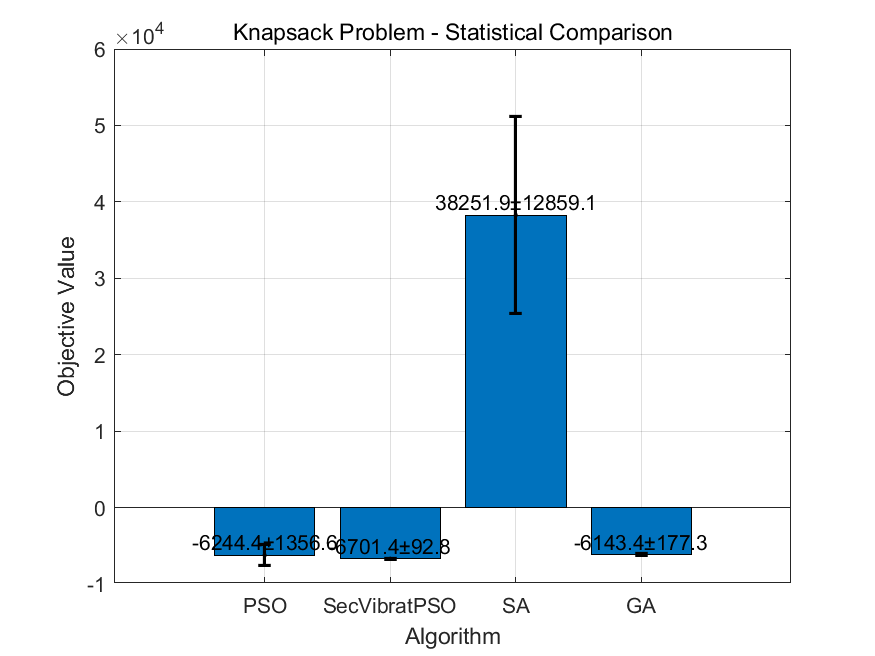 Knapsack Problem - Statistical Comparison
×10^4
6
5
4
3
2
1
0
-1
Objective Value
38251.9±12859.1
-6244.4±1356.6
-6701.4±92.8
-6143.4±177.3
PSO
SecVibratPSO
SA
GA
Algorithm